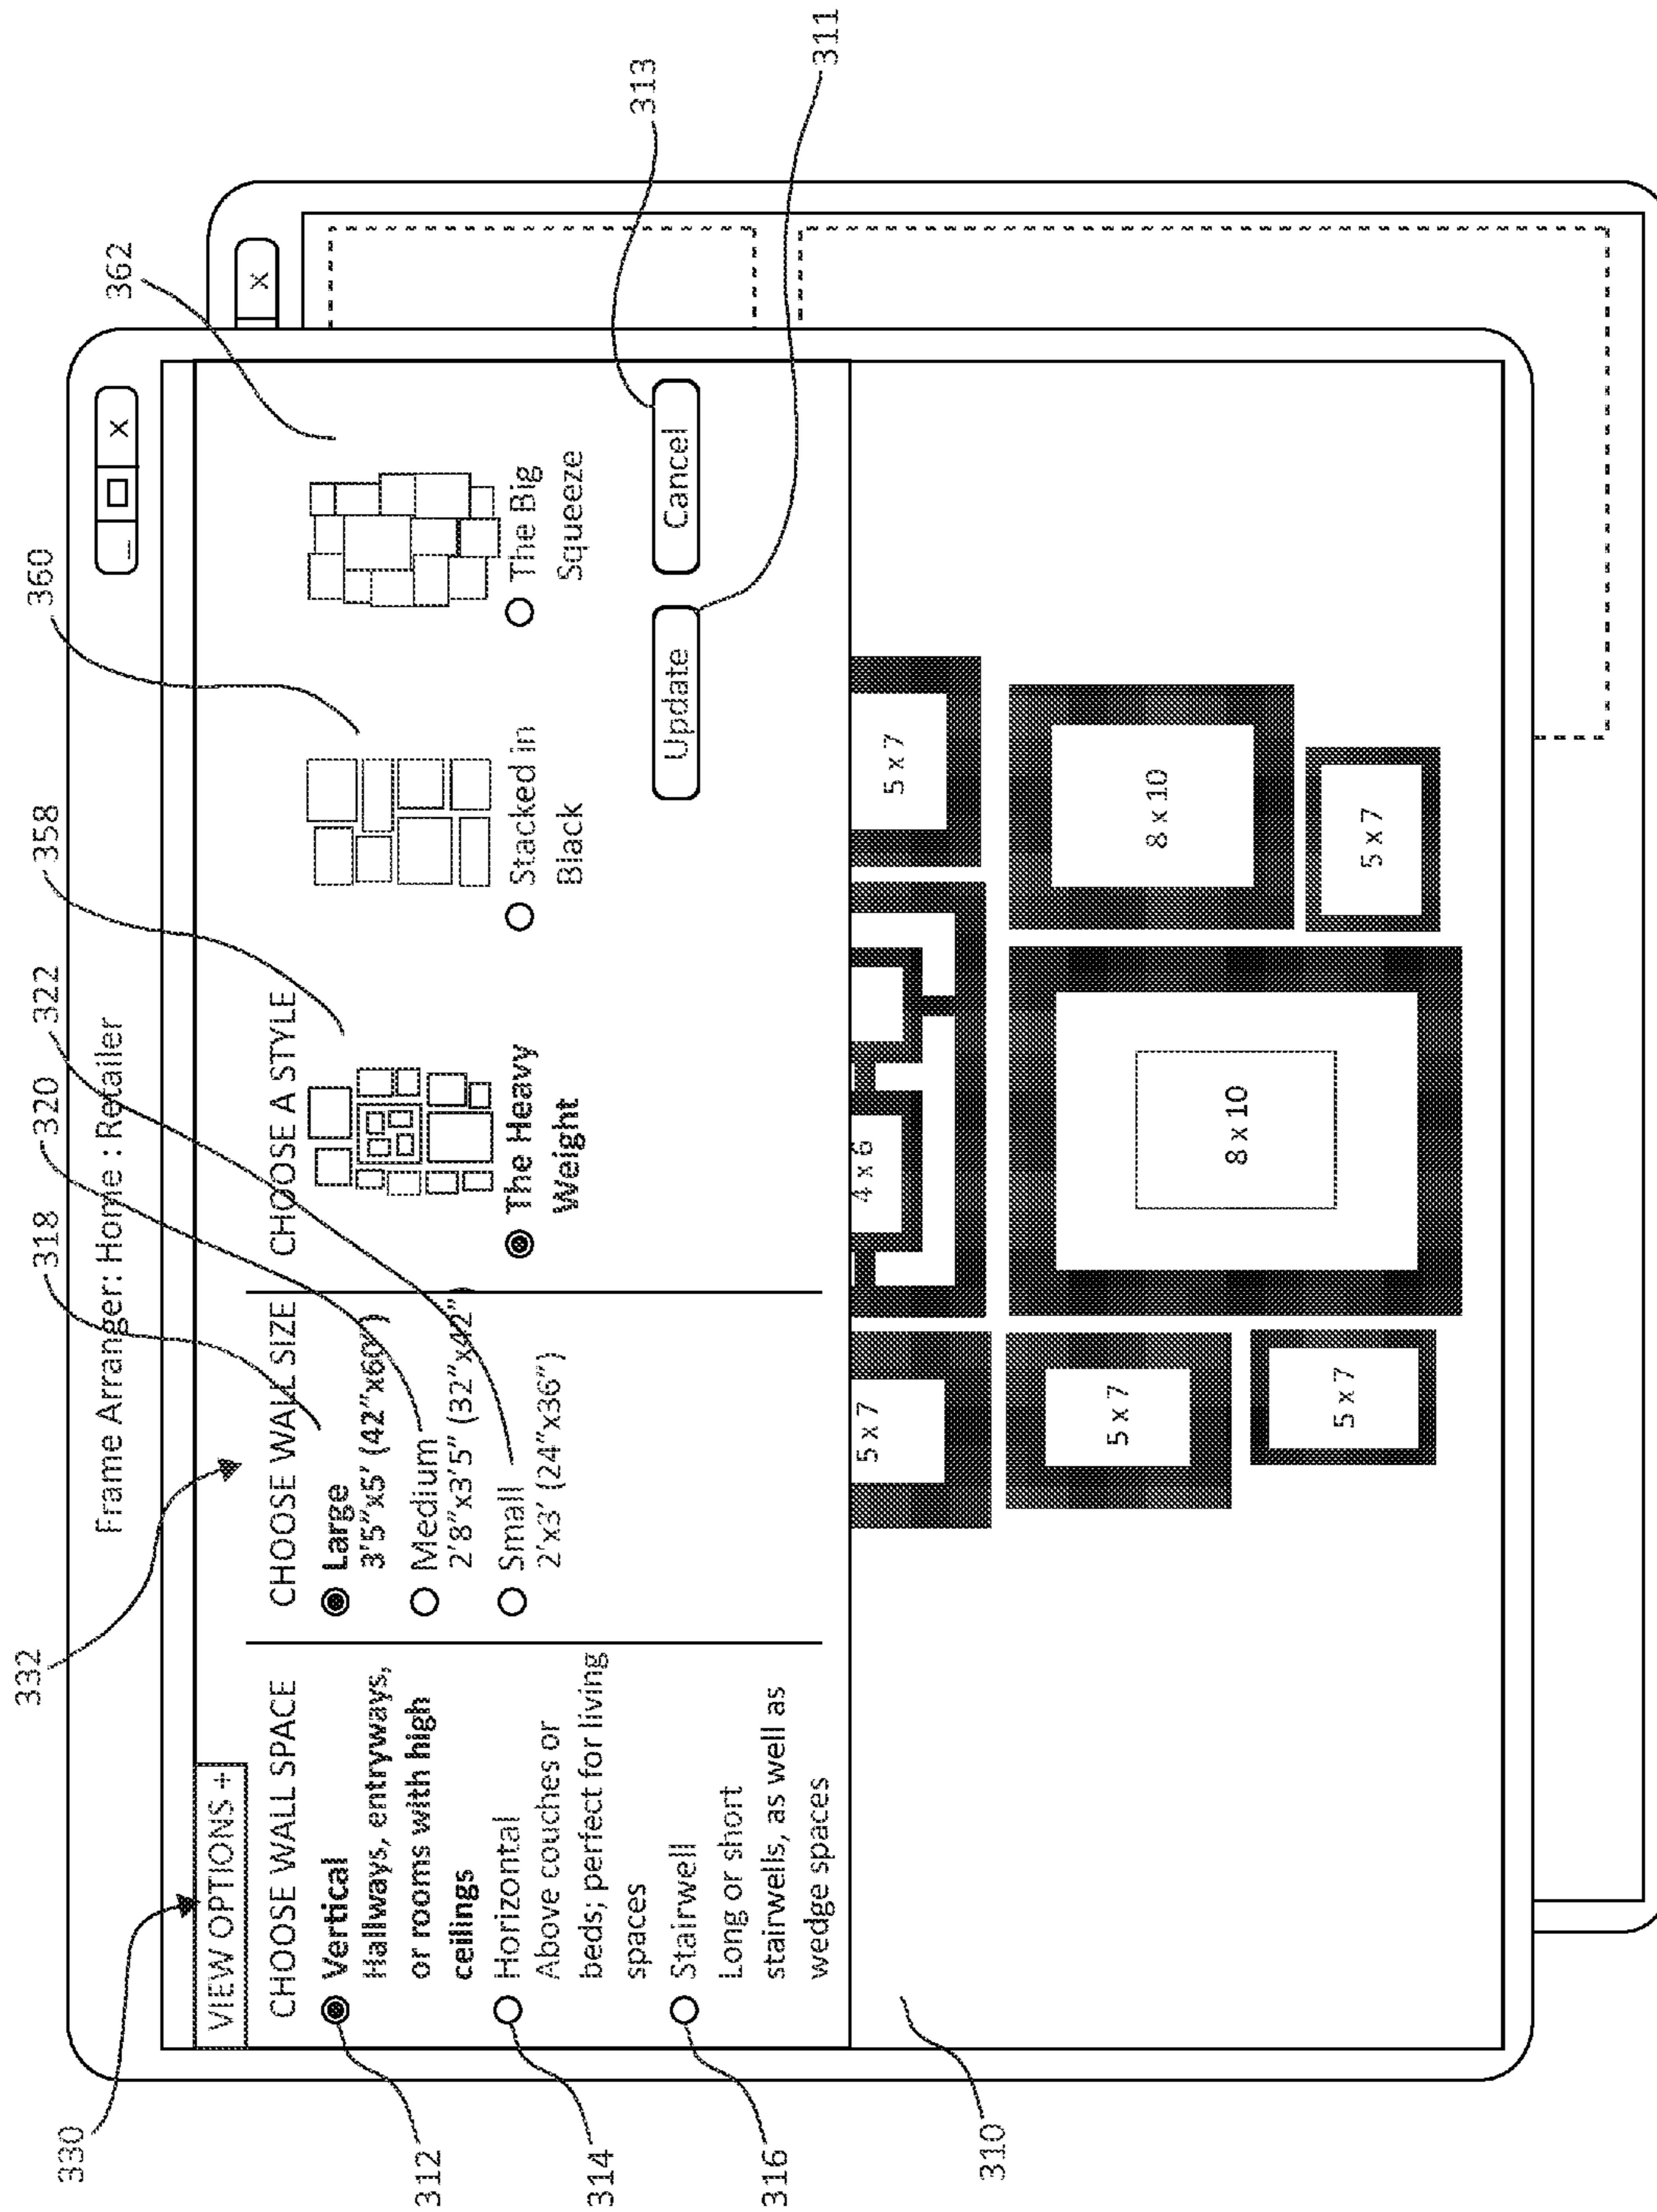 332
318
320
322
358
360
362
330
Frame Arranger: Home : Retailer
_ X
X
VIEW OPTIONS +
CHOOSE WALL SPACE
Vertical
Hallways, entryways,
or rooms with high
ceilings
Horizontal
Above couches or
beds; perfect for living
spaces
Stairwell
Long or short
stairwells, as well as
wedge spaces
CHOOSE WALL SIZE
Large
3'5"x5' (42"x60")
Medium
2'8"x3'5" (32"x42")
Small
2'x3' (24"x36")
CHOOSE A STYLE
The Heavy
Weight
Stacked in
Black
The Big
Squeeze
Update
Cancel
313
311
312
314
316
310
5 x 7
4 x 6
5 x 7
5 x 7
8 x 10
8 x 10
5 x 7
5 x 7